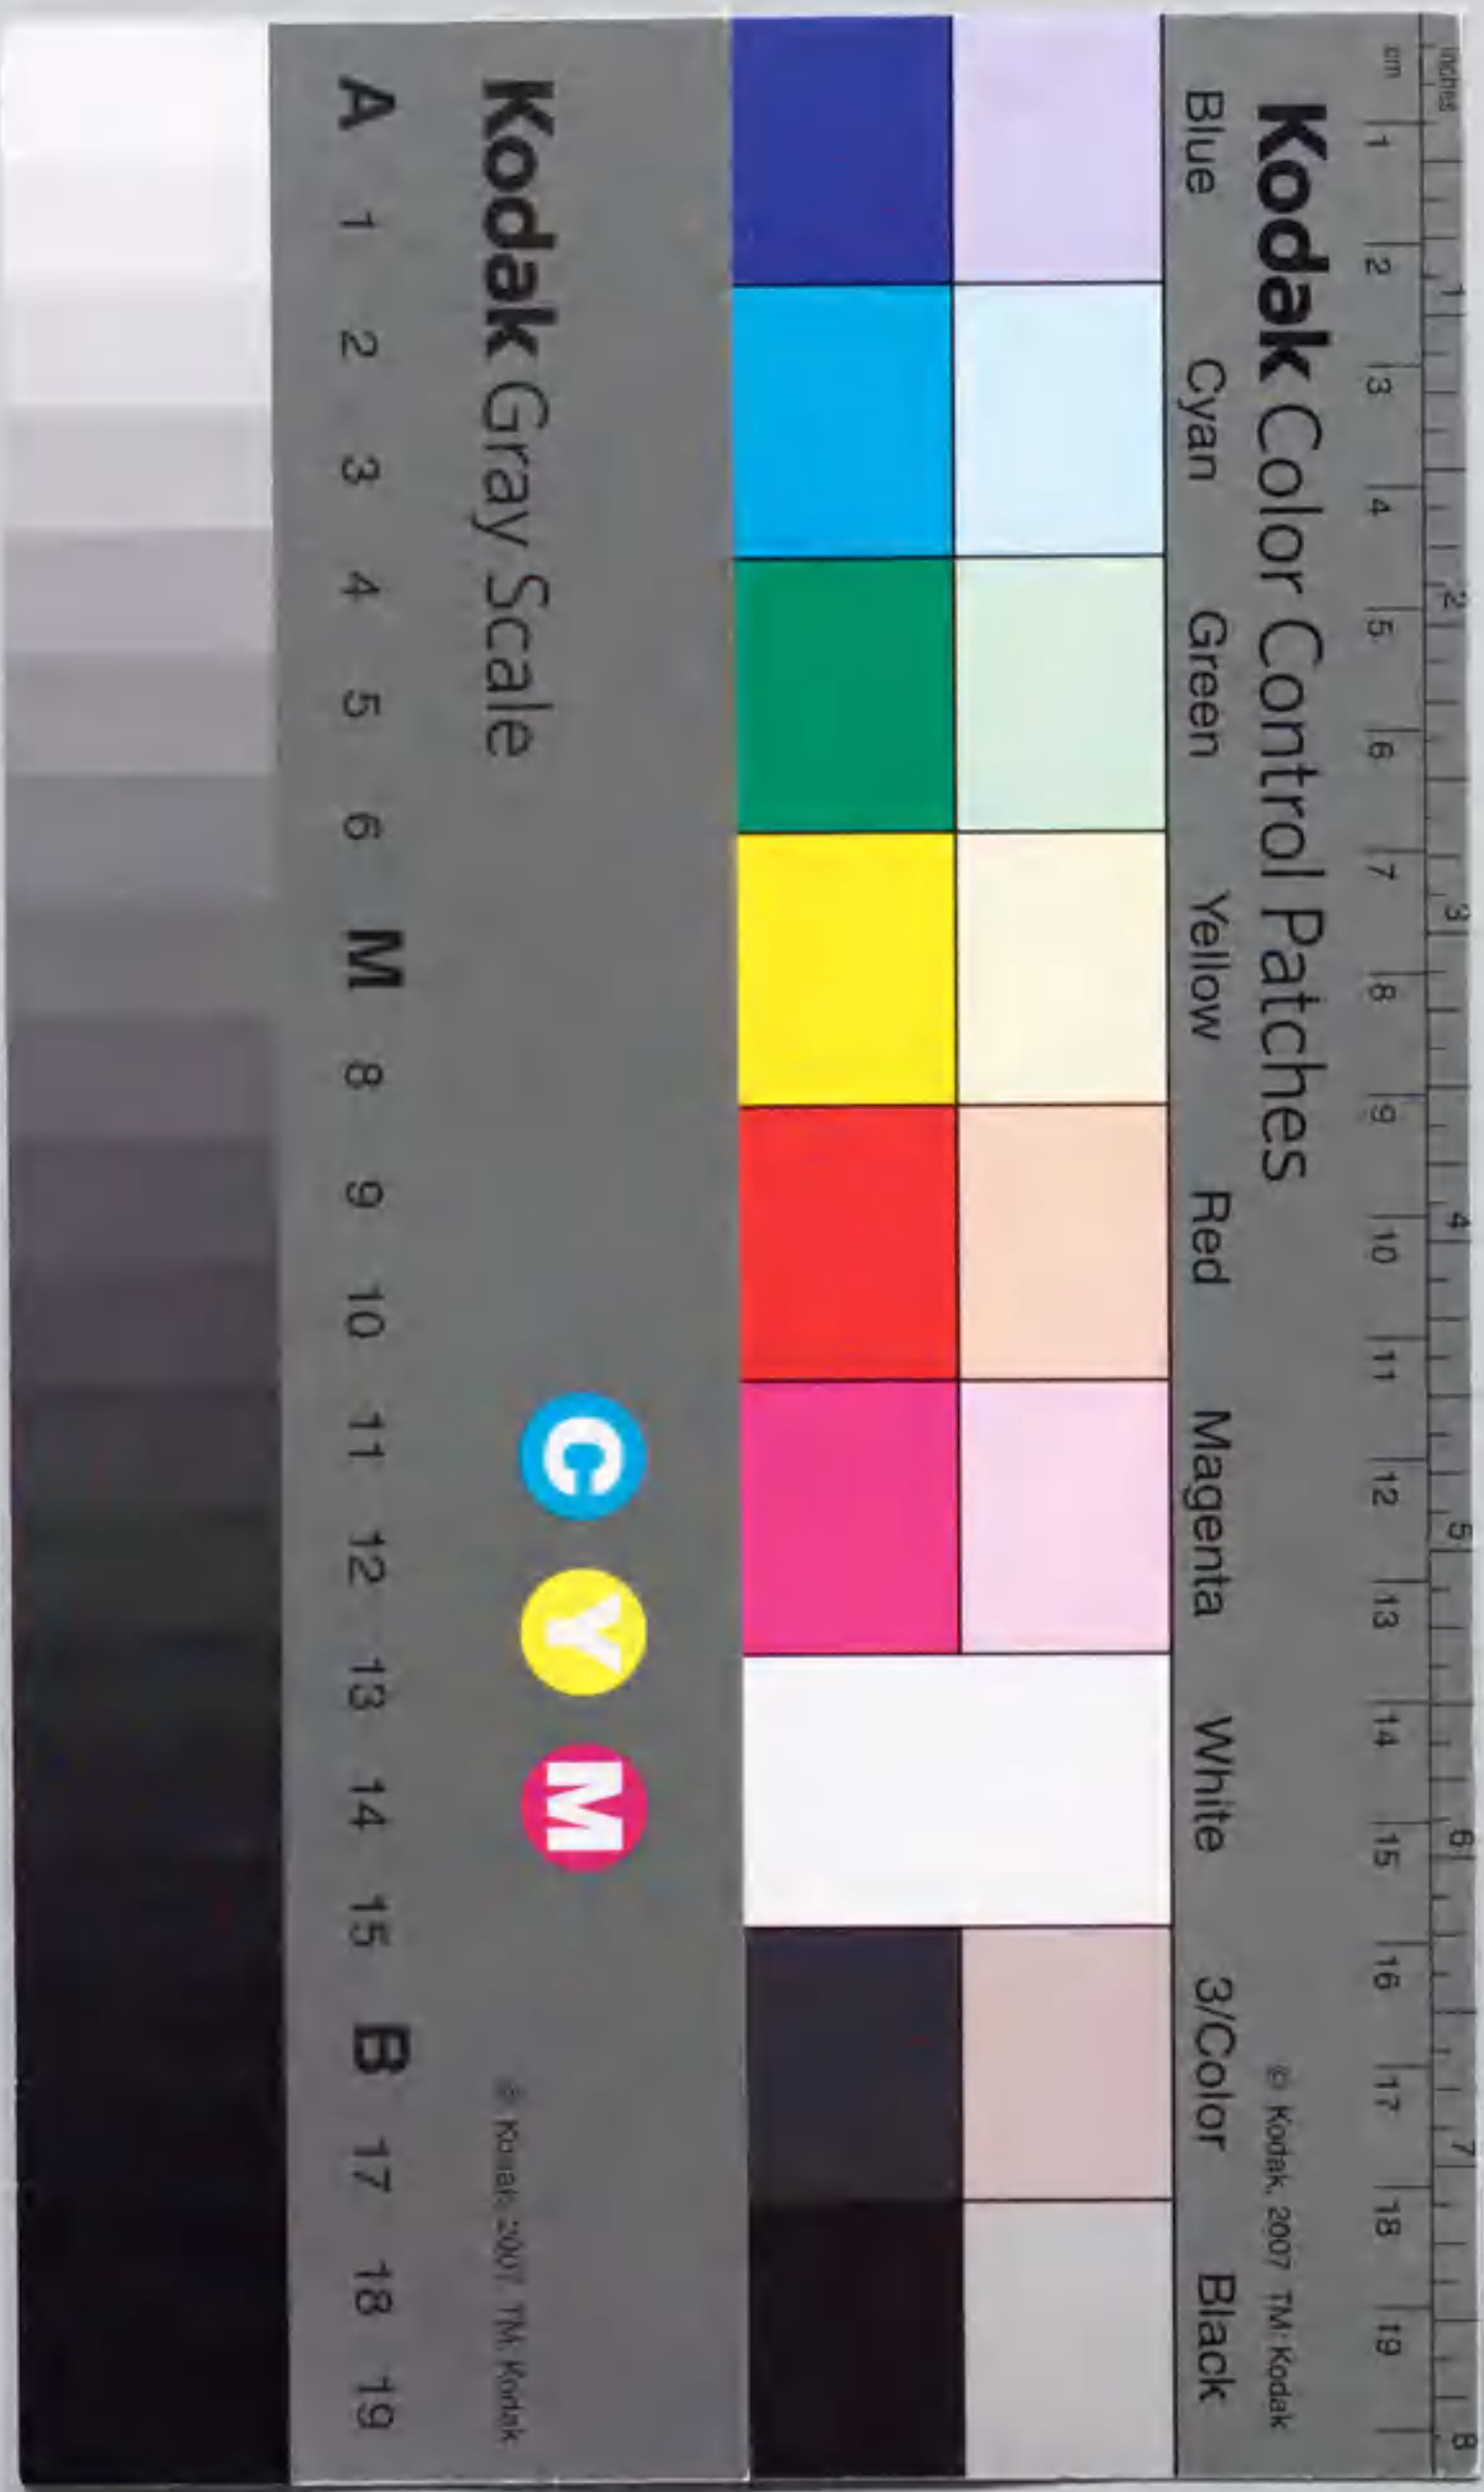 inches 1 2 3 4 5 6 7 8
cm 1 2 3 4 5 6 7 8 9 10 11 12 13 14 15 16 17 18 19
Kodak Color Control Patches
© Kodak, 2007 TM: Kodak
Blue Cyan Green Yellow Red Magenta White 3/Color Black
Kodak Gray Scale
C Y M
© Kodak, 2007 TM: Kodak
A 1 2 3 4 5 6 M 8 9 10 11 12 13 14 15 B 17 18 19